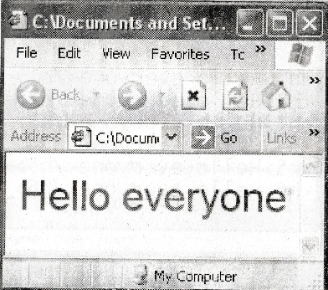 C:\Documents and Set...
File Edit View Favorites Tc »
Back »
Address C:\Docum Go Links »
Hello everyone
My Computer